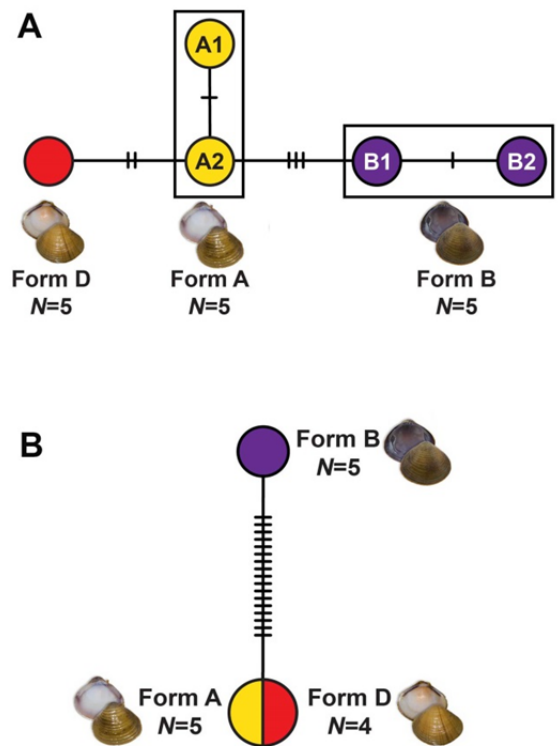 A
A1
A2
B1
B2
Form D
N=5
Form A
N=5
Form B
N=5
B
Form B
N=5
Form A
N=5
Form D
N=4